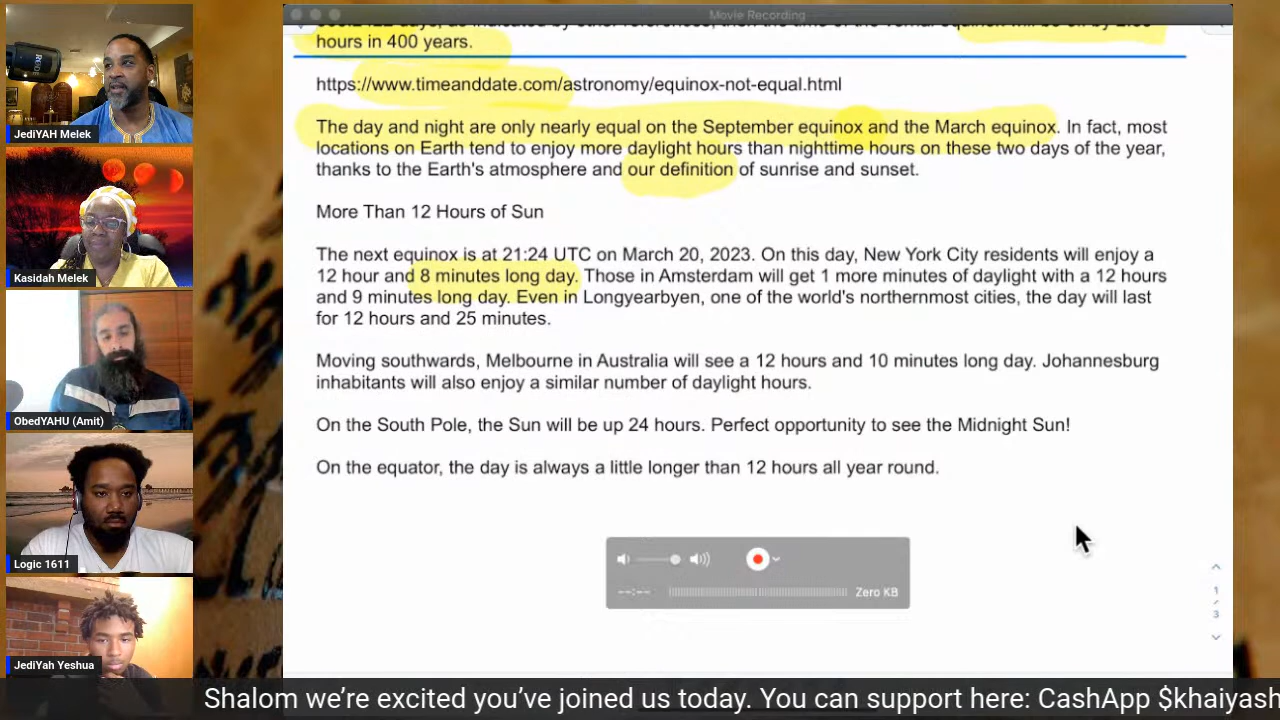 Movie Recording
hours in 400 years.
https://www.timeanddate.com/astronomy/equinox-not-equal.html
The day and night are only nearly equal on the September equinox and the March equinox. In fact, most
locations on Earth tend to enjoy more daylight hours than nighttime hours on these two days of the year,
thanks to the Earth's atmosphere and our definition of sunrise and sunset.
More Than 12 Hours of Sun
The next equinox is at 21:24 UTC on March 20, 2023. On this day, New York City residents will enjoy a
12 hour and 8 minutes long day. Those in Amsterdam will get 1 more minutes of daylight with a 12 hours
and 9 minutes long day. Even in Longyearbyen, one of the world's northernmost cities, the day will last
for 12 hours and 25 minutes.
Moving southwards, Melbourne in Australia will see a 12 hours and 10 minutes long day. Johannesburg
inhabitants will also enjoy a similar number of daylight hours.
On the South Pole, the Sun will be up 24 hours. Perfect opportunity to see the Midnight Sun!
On the equator, the day is always a little longer than 12 hours all year round.
--:--
Zero KB
1
/
3
JediYAH Melek
Kasidah Melek
ObedYAHU (Amit)
Logic 1611
JediYah Yeshua
Shalom we're excited you've joined us today. You can support here: CashApp $khaiyash